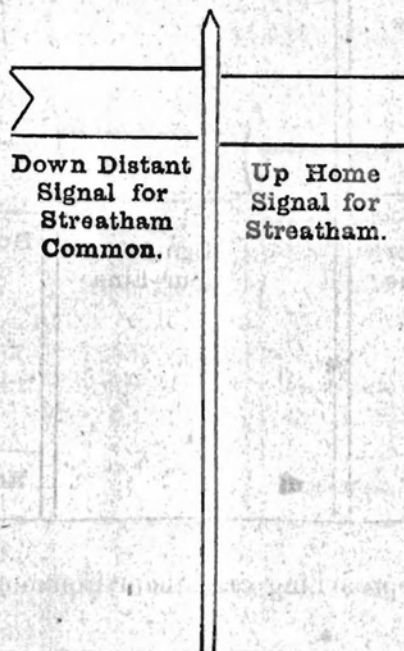 Down Distant
Signal for
Streatham
Common.
Up Home
Signal for
Streatham.